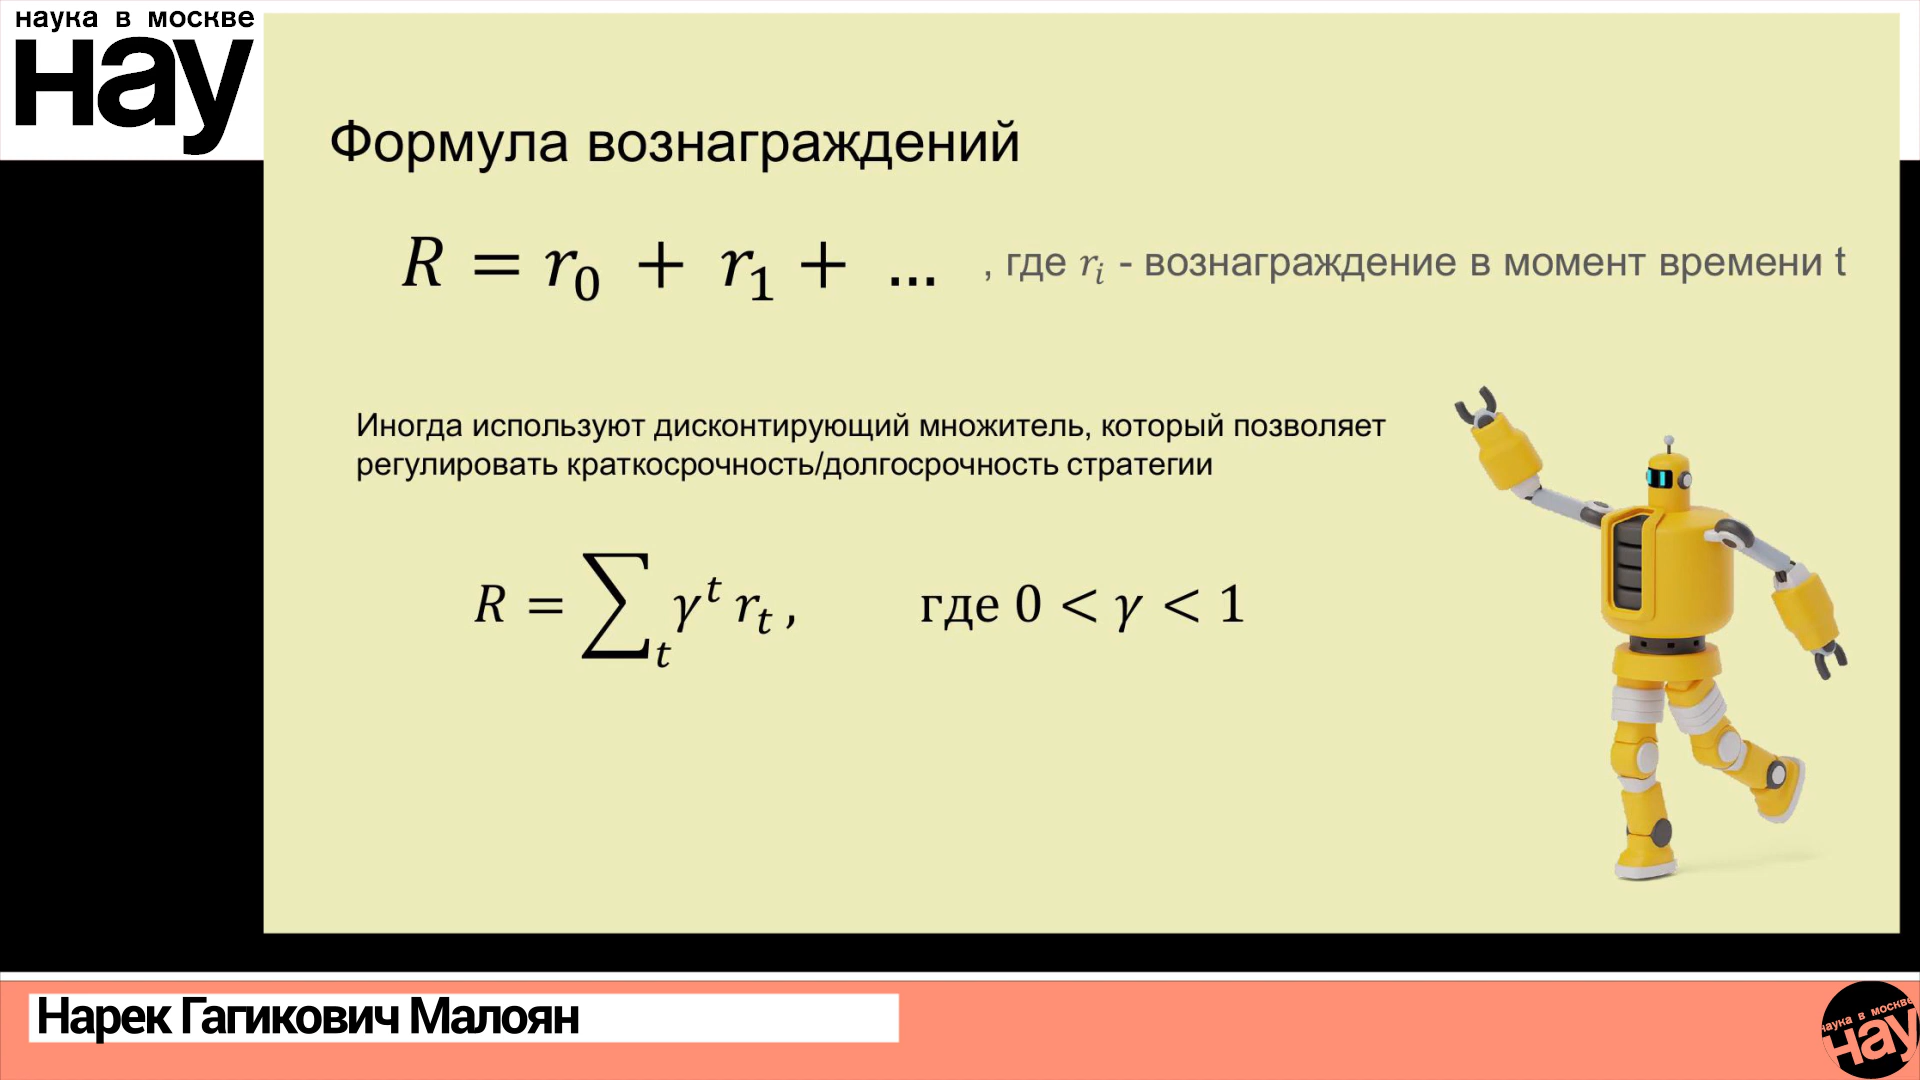 наука в москве
нау
Формула вознаграждений
R = r₀ + r₁ + ... , где rᵢ - вознаграждение в момент времени t
Иногда используют дисконтирующий множитель, который позволяет
регулировать краткосрочность/долгосрочность стратегии
R = ∑ₜ γᵗ rₜ , где 0 < γ < 1
Нарек Гагикович Малоян
наука в москве
нау